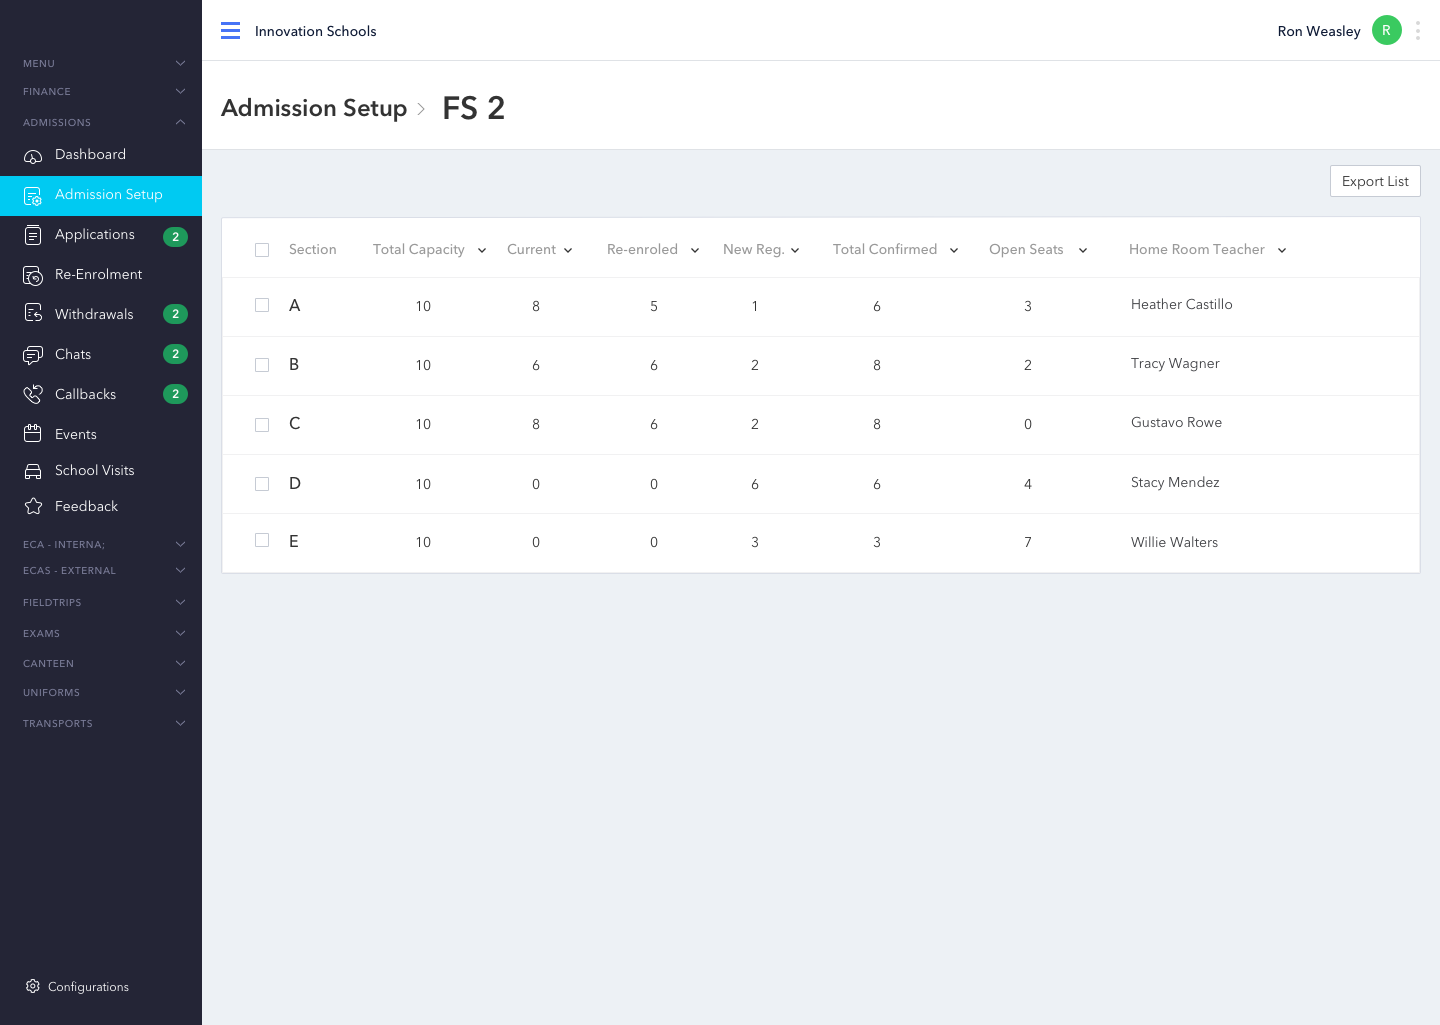 Innovation Schools
Ron Weasley
R
MENU
FINANCE
ADMISSIONS
Dashboard
Admission Setup
Applications 2
Re-Enrolment
Withdrawals 2
Chats 2
Callbacks 2
Events
School Visits
Feedback
ECA - INTERNA;
ECAS - EXTERNAL
FIELDTRIPS
EXAMS
CANTEEN
UNIFORMS
TRANSPORTS
Configurations
Admission Setup FS 2
Export List
Section Total Capacity Current Re-enroled New Reg. Total Confirmed Open Seats Home Room Teacher
A 10 8 5 1 6 3 Heather Castillo
B 10 6 6 2 8 2 Tracy Wagner
C 10 8 6 2 8 0 Gustavo Rowe
D 10 0 0 6 6 4 Stacy Mendez
E 10 0 0 3 3 7 Willie Walters